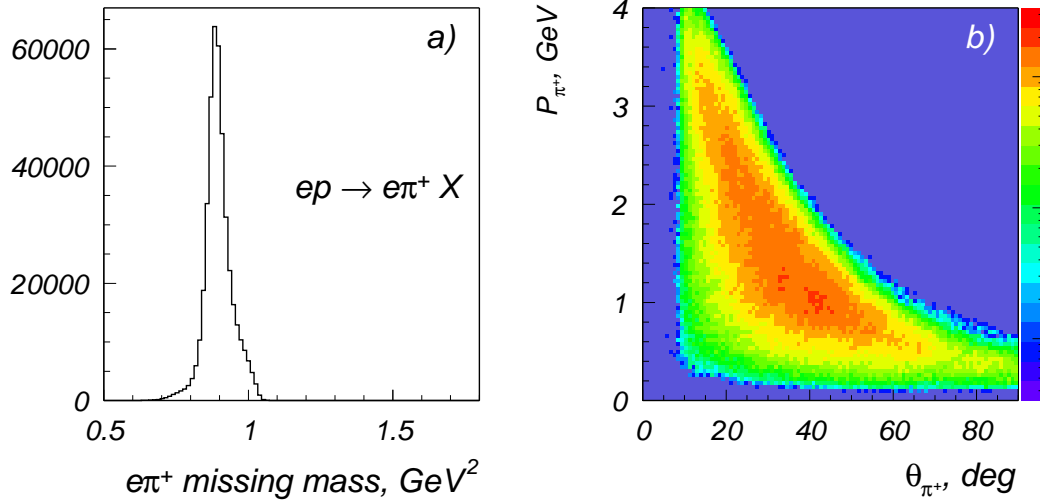 a)
60000
40000
20000
0
ep → eπ⁺ X
0.5 1 1.5
eπ⁺ missing mass, GeV²
b)
P_π⁺, GeV
4
3
2
1
0
0 20 40 60 80
θ_π⁺, deg